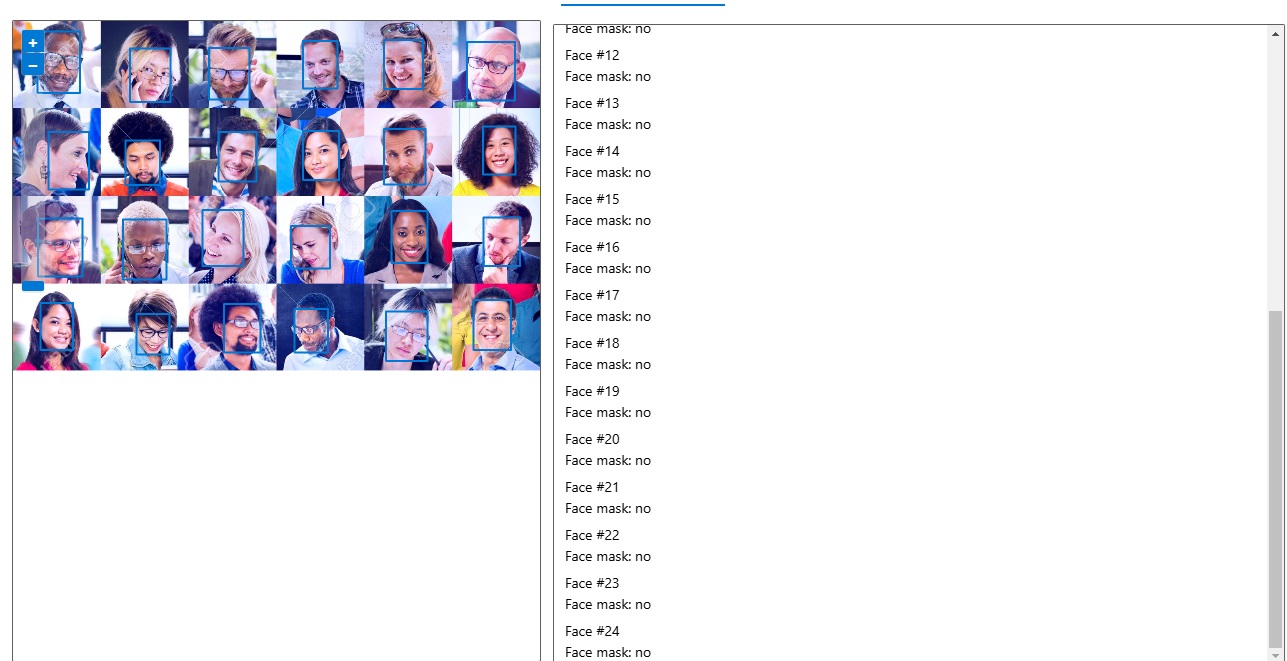 +
−
Face mask: no
Face #12
Face mask: no
Face #13
Face mask: no
Face #14
Face mask: no
Face #15
Face mask: no
Face #16
Face mask: no
Face #17
Face mask: no
Face #18
Face mask: no
Face #19
Face mask: no
Face #20
Face mask: no
Face #21
Face mask: no
Face #22
Face mask: no
Face #23
Face mask: no
Face #24
Face mask: no